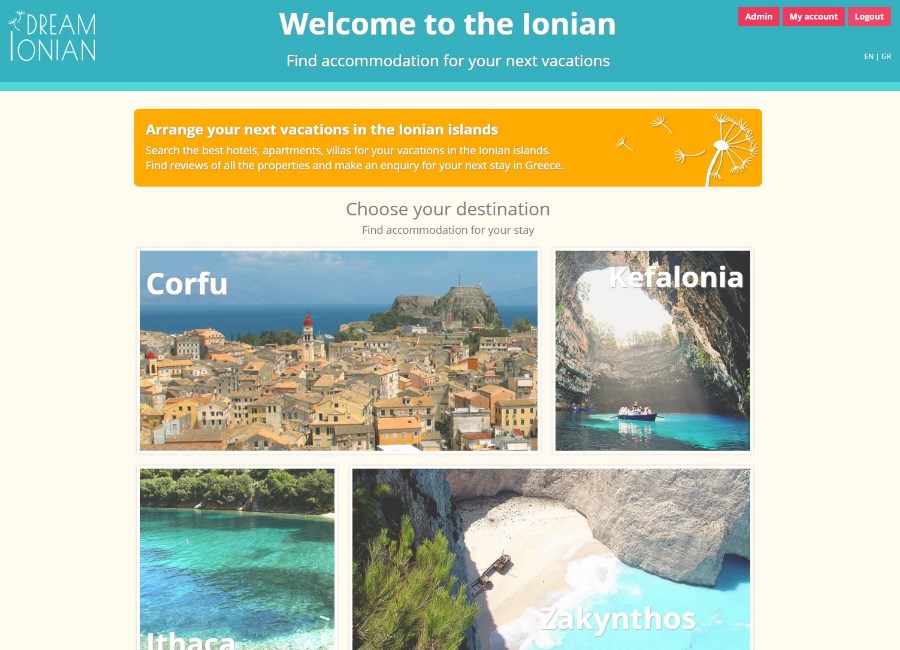 DREAM
IONIAN
Welcome to the Ionian
Find accommodation for your next vacations
Admin
My account
Logout
EN | GR
Arrange your next vacations in the Ionian islands
Search the best hotels, apartments, villas for your vacations in the Ionian islands.
Find reviews of all the properties and make an enquiry for your next stay in Greece.
Choose your destination
Find accommodation for your stay
Corfu
Kefalonia
Ithaca
Zakynthos